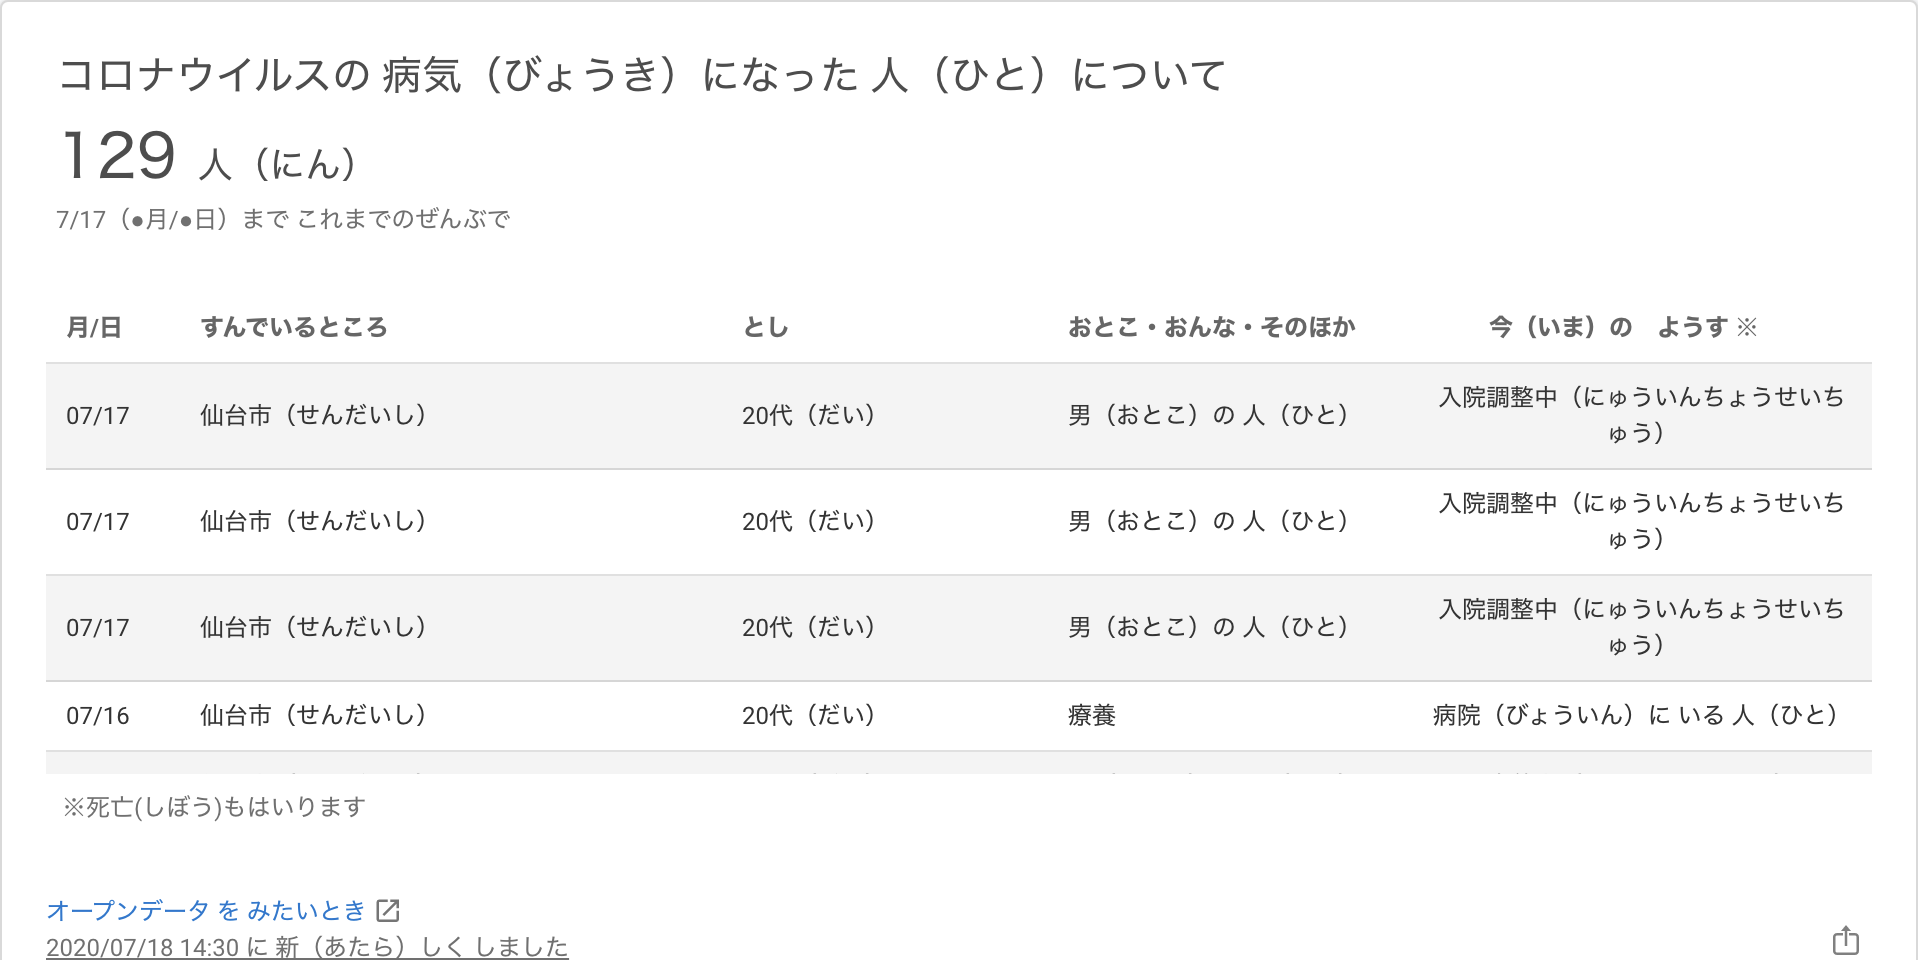 コロナウイルスの 病気（びょうき）になった 人（ひと）について
129 人（にん）
7/17（●月/●日）まで これまでのぜんぶで
月/日 すんでいるところ とし おとこ・おんな・そのほか 今（いま）の　ようす ※
07/17 仙台市（せんだいし） 20代（だい） 男（おとこ）の 人（ひと） 入院調整中（にゅういんちょうせいち
ゅう）
07/17 仙台市（せんだいし） 20代（だい） 男（おとこ）の 人（ひと） 入院調整中（にゅういんちょうせいち
ゅう）
07/17 仙台市（せんだいし） 20代（だい） 男（おとこ）の 人（ひと） 入院調整中（にゅういんちょうせいち
ゅう）
07/16 仙台市（せんだいし） 20代（だい） 療養 病院（びょういん）に いる 人（ひと）
※死亡(しぼう)もはいります
オープンデータ を みたいとき
2020/07/18 14:30 に 新（あたら）しく しました